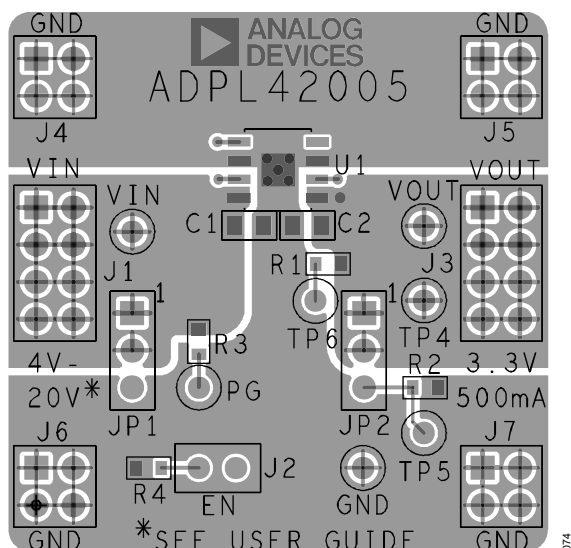 GND
GND
ANALOG
DEVICES
ADPL42005
J4
J5
VIN
U1
VOUT
VIN
VOUT
C1
C2
J1
R1
J3
1
1
TP6
TP4
R3
4V-
R2
3.3V
20V*
PG
500mA
JP1
JP2
J6
J7
J2
TP5
R4
EN
GND
GND
*SEE USER GUIDE
GND
074